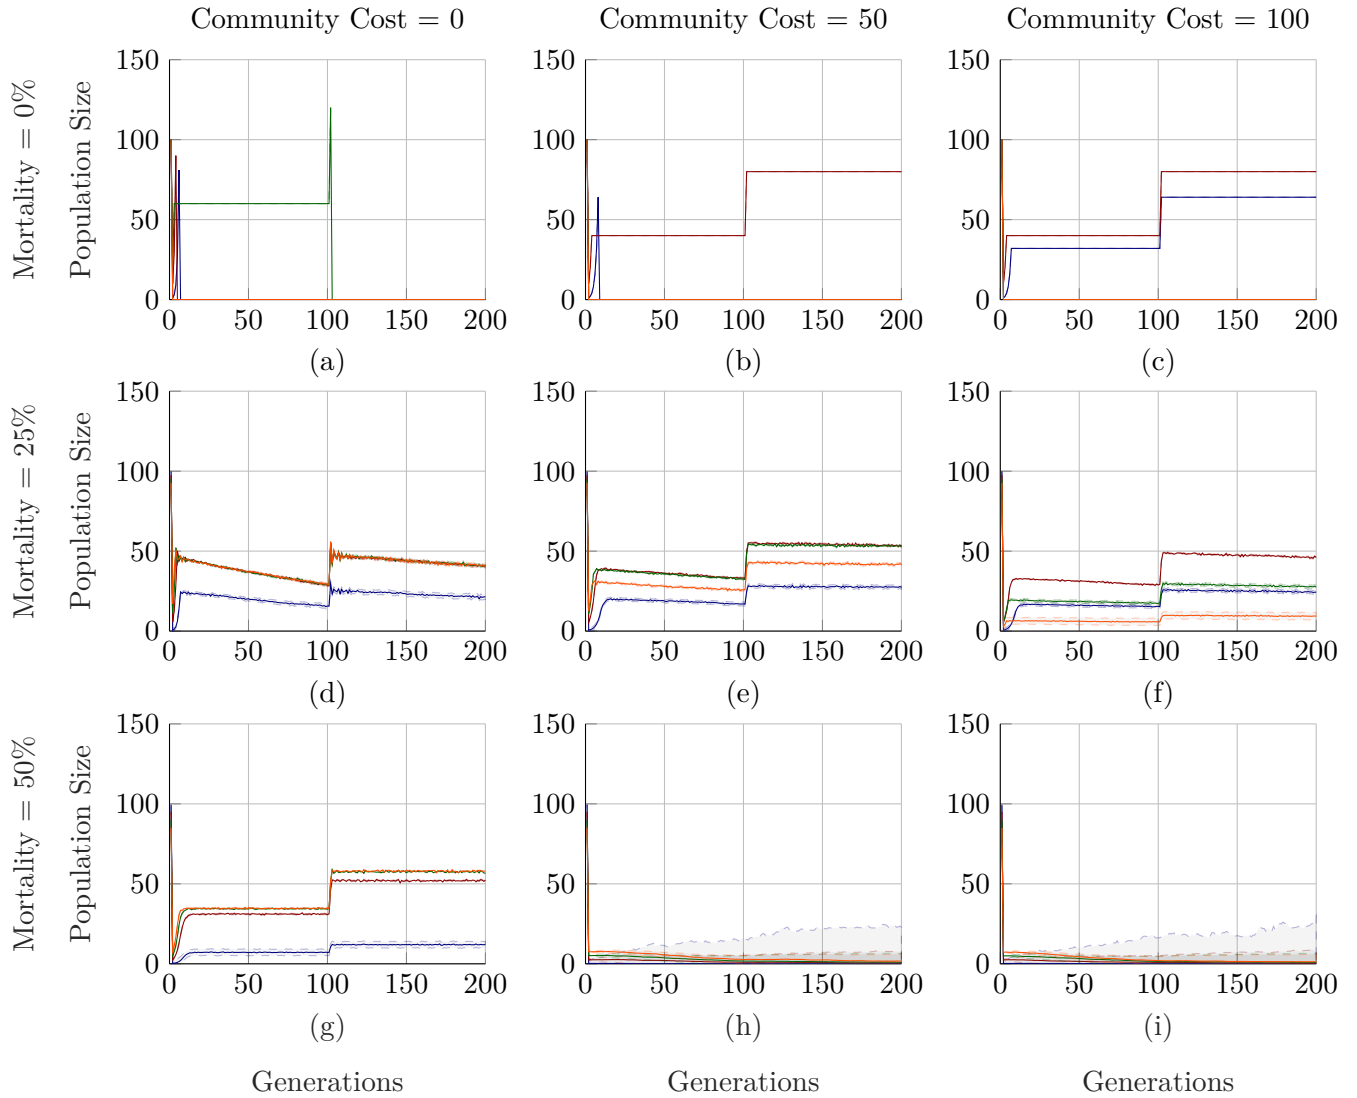 Community Cost = 0
Community Cost = 50
Community Cost = 100
Mortality = 0%
Population Size
150
100
50
0
0 50 100 150 200
(a)
150
100
50
0
0 50 100 150 200
(b)
150
100
50
0
0 50 100 150 200
(c)
Mortality = 25%
Population Size
150
100
50
0
0 50 100 150 200
(d)
150
100
50
0
0 50 100 150 200
(e)
150
100
50
0
0 50 100 150 200
(f)
Mortality = 50%
Population Size
150
100
50
0
0 50 100 150 200
(g)
Generations
150
100
50
0
0 50 100 150 200
(h)
Generations
150
100
50
0
0 50 100 150 200
(i)
Generations